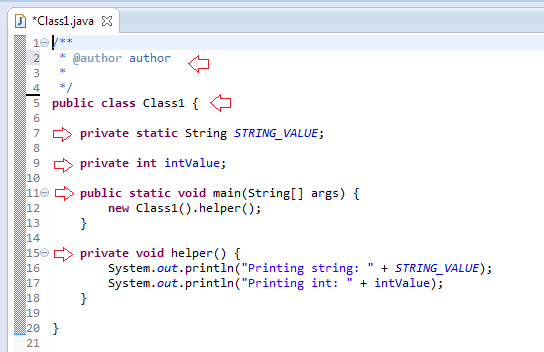 *Class1.java
1 /**
2  * @author author
3  *
4  */
5 public class Class1 {
6
7     private static String STRING_VALUE;
8
9     private int intValue;
10
11     public static void main(String[] args) {
12         new Class1().helper();
13     }
14
15     private void helper() {
16         System.out.println("Printing string: " + STRING_VALUE);
17         System.out.println("Printing int: " + intValue);
18     }
19
20 }
21